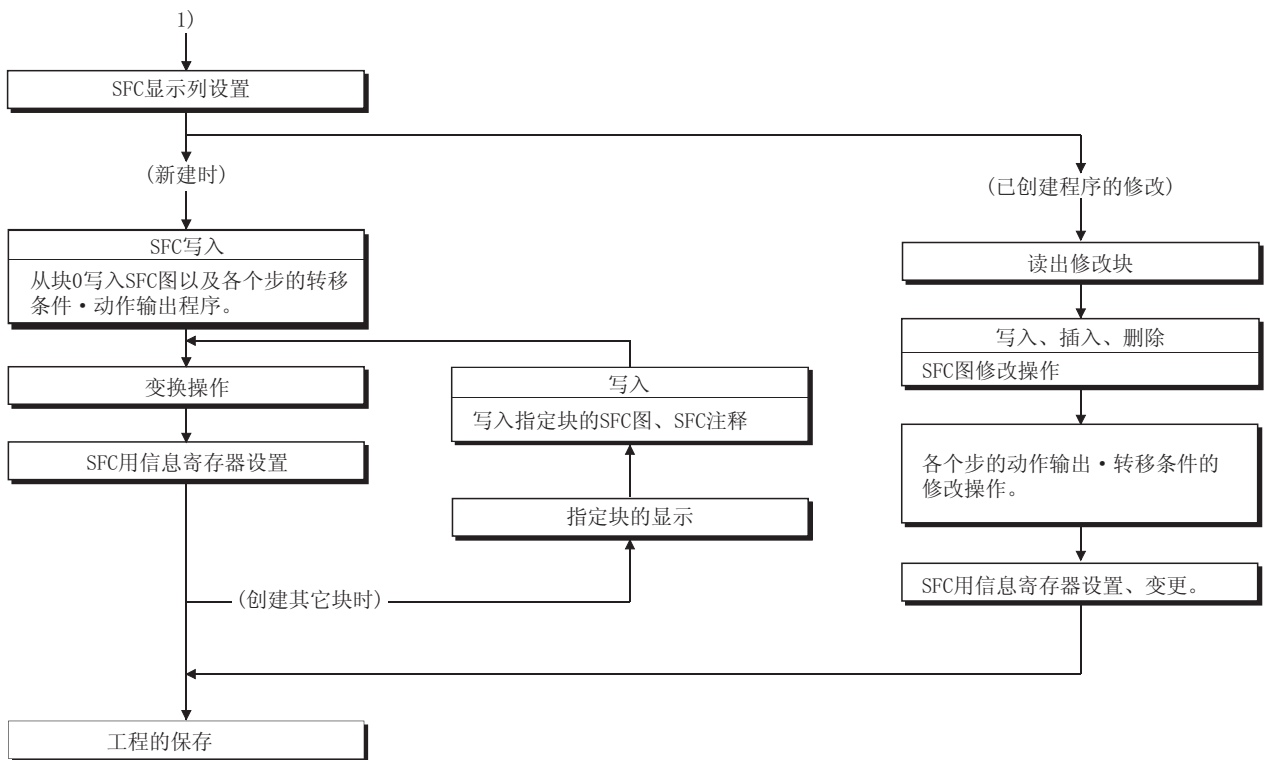 1)
SFC显示列设置
(新建时)
SFC写入
从块0写入SFC图以及各个步的转移
条件·动作输出程序。
变换操作
SFC用信息寄存器设置
写入
写入指定块的SFC图、SFC注释
指定块的显示
(创建其它块时)
(已创建程序的修改)
读出修改块
写入、插入、删除
SFC图修改操作
各个步的动作输出·转移条件的
修改操作。
SFC用信息寄存器设置、变更。
工程的保存